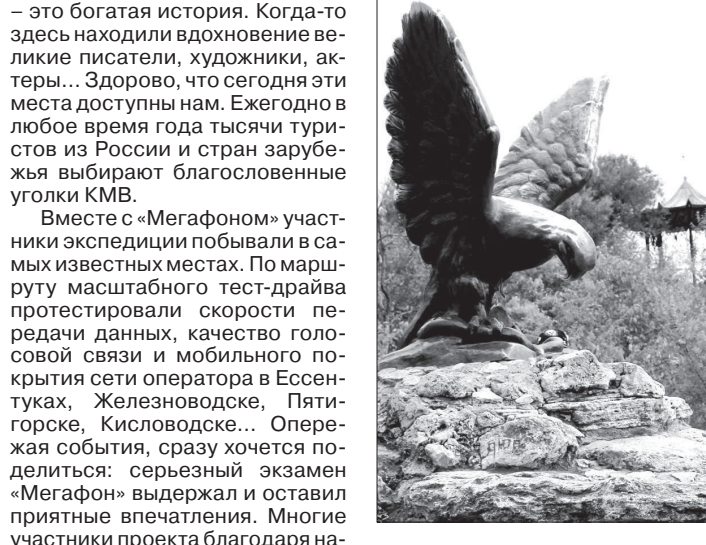 – это богатая история. Когда-то
здесь находили вдохновение ве-
ликие писатели, художники, ак-
теры... Здорово, что сегодня эти
места доступны нам. Ежегодно в
любое время года тысячи тури-
стов из России и стран зарубе-
жья выбирают благословенные
уголки КМВ.
Вместе с «Мегафоном» участ-
ники экспедиции побывали в са-
мых известных местах. По марш-
руту масштабного тест-драйва
протестировали скорости пе-
редачи данных, качество голо-
совой связи и мобильного по-
крытия сети оператора в Ессен-
туках, Железноводске, Пяти-
горске, Кисловодске... Опере-
жая события, сразу хочется по-
делиться: серьезный экзамен
«Мегафон» выдержал и оставил
приятные впечатления. Многие
участники проекта благодаря на-